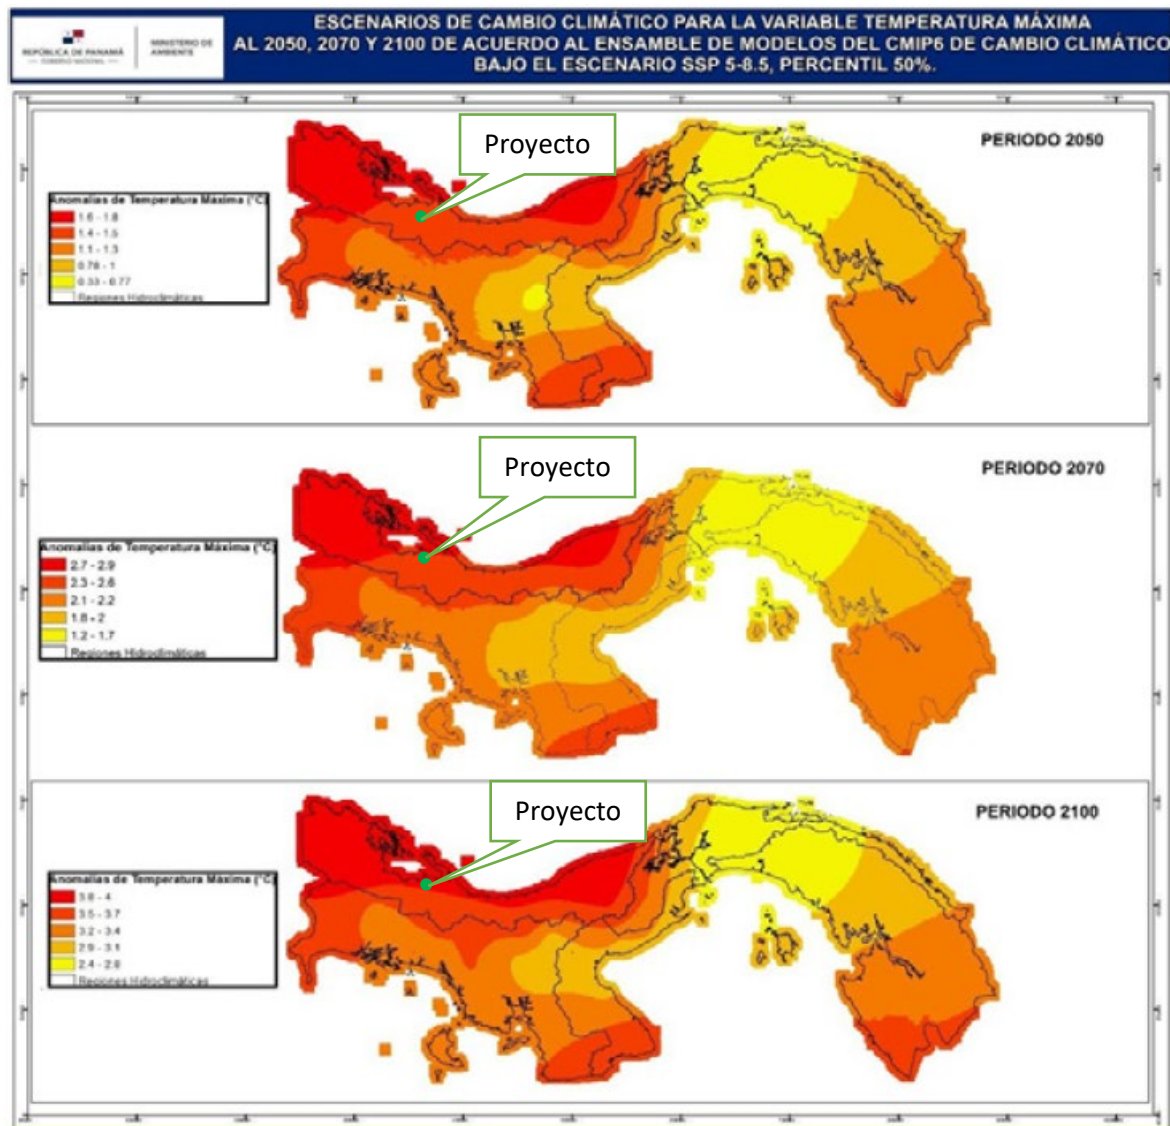 REPÚBLICA DE PANAMÁ
GOBIERNO NACIONAL
MINISTERIO DE
AMBIENTE
ESCENARIOS DE CAMBIO CLIMÁTICO PARA LA VARIABLE TEMPERATURA MÁXIMA
AL 2050, 2070 Y 2100 DE ACUERDO AL ENSAMBLE DE MODELOS DEL CMIP6 DE CAMBIO CLIMÁTICO
BAJO EL ESCENARIO SSP 5-8.5, PERCENTIL 50%.
Proyecto
PERIODO 2050
Anomalias de Temperatura Máxima (°C)
1.6 - 1.8
1.4 - 1.5
1.1 - 1.3
0.78 - 1
0.33 - 0.77
Regiones Hidroclimáticas
Proyecto
PERIODO 2070
Anomalias de Temperatura Máxima (°C)
2.7 - 2.9
2.3 - 2.6
2.1 - 2.2
1.8 - 2
1.2 - 1.7
Regiones Hidroclimáticas
Proyecto
PERIODO 2100
Anomalias de Temperatura Máxima (°C)
3.8 - 4
3.5 - 3.7
3.2 - 3.4
2.9 - 3.1
2.4 - 2.8
Regiones Hidroclimáticas